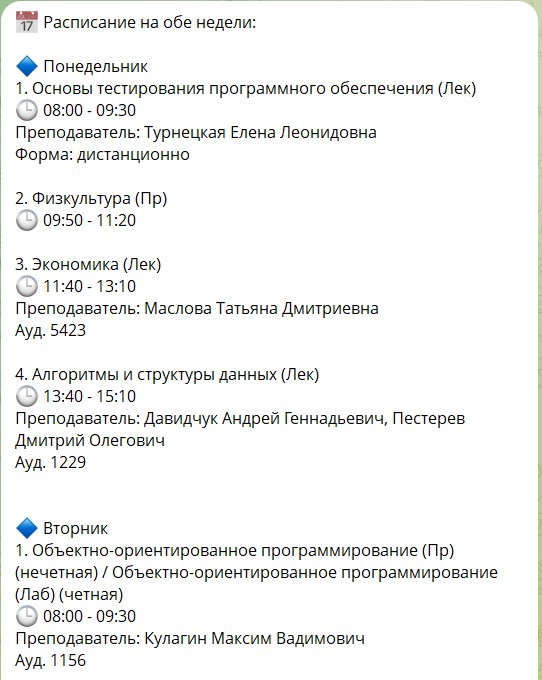 Расписание на обе недели:
Понедельник
1. Основы тестирования программного обеспечения (Лек)
08:00 - 09:30
Преподаватель: Турнецкая Елена Леонидовна
Форма: дистанционно
2. Физкультура (Пр)
09:50 - 11:20
3. Экономика (Лек)
11:40 - 13:10
Преподаватель: Маслова Татьяна Дмитриевна
Ауд. 5423
4. Алгоритмы и структуры данных (Лек)
13:40 - 15:10
Преподаватель: Давидчук Андрей Геннадьевич, Пестерев
Дмитрий Олегович
Ауд. 1229
Вторник
1. Объектно-ориентированное программирование (Пр)
(нечетная) / Объектно-ориентированное программирование
(Лаб) (четная)
08:00 - 09:30
Преподаватель: Кулагин Максим Вадимович
Ауд. 1156